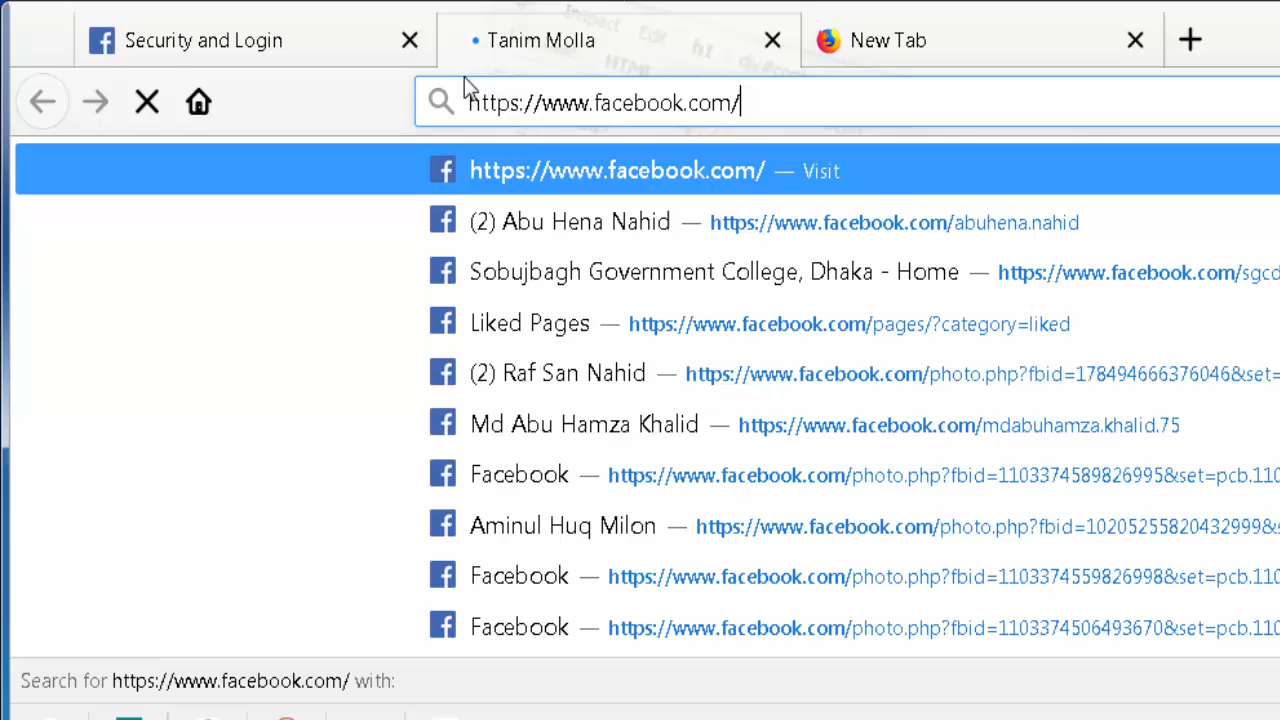 Security and Login
Tanim Molla
New Tab
Inspect Edit h1
HTML
https://www.facebook.com/
https://www.facebook.com/ — Visit
(2) Abu Hena Nahid — https://www.facebook.com/abuhena.nahid
Sobujbagh Government College, Dhaka - Home — https://www.facebook.com/sgcd
Liked Pages — https://www.facebook.com/pages/?category=liked
(2) Raf San Nahid — https://www.facebook.com/photo.php?fbid=178494666376046&set=
Md Abu Hamza Khalid — https://www.facebook.com/mdabuhamza.khalid.75
Facebook — https://www.facebook.com/photo.php?fbid=1103374589826995&set=pcb.110
Aminul Huq Milon — https://www.facebook.com/photo.php?fbid=1020525582043299​9&s
Facebook — https://www.facebook.com/photo.php?fbid=1103374559826998&set=pcb.110
Facebook — https://www.facebook.com/photo.php?fbid=1103374506493670&set=pcb.110
Search for https://www.facebook.com/ with: